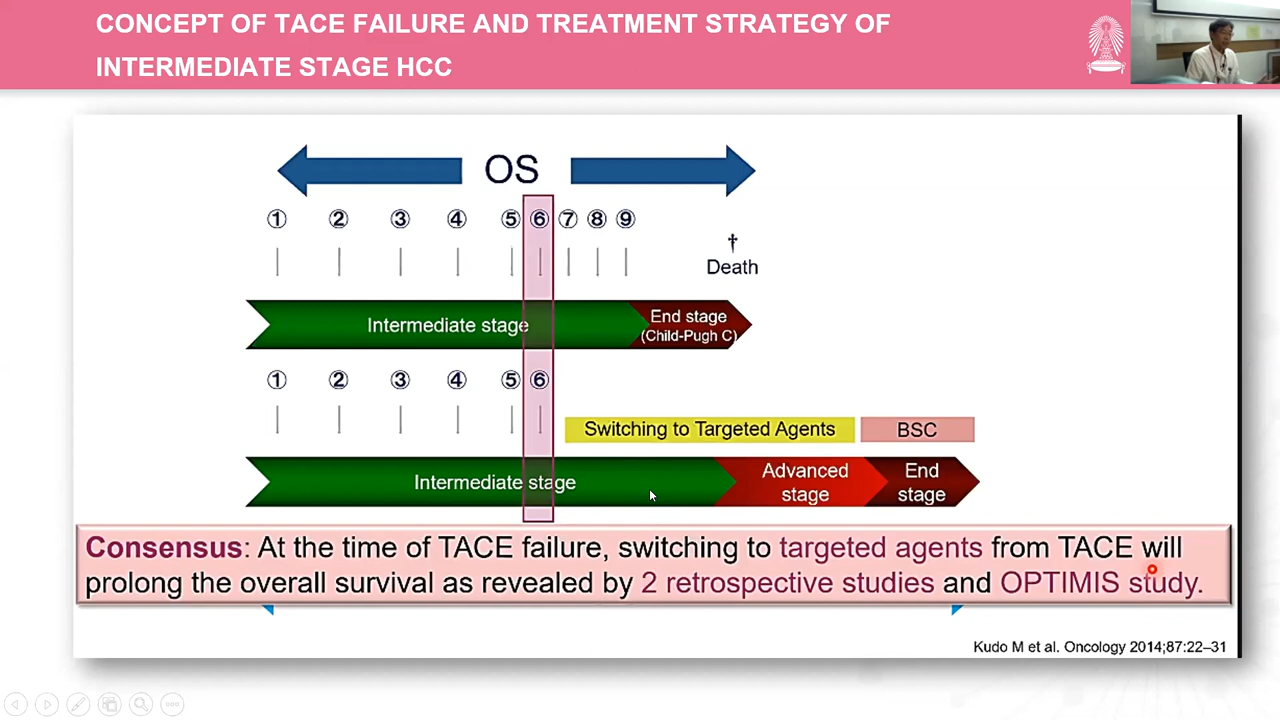 CONCEPT OF TACE FAILURE AND TREATMENT STRATEGY OF
INTERMEDIATE STAGE HCC
OS
① ② ③ ④ ⑤ ⑥ ⑦ ⑧ ⑨
†
Death
Intermediate stage
End stage
(Child-Pugh C)
① ② ③ ④ ⑤ ⑥
Switching to Targeted Agents
BSC
Intermediate stage
Advanced
stage
End
stage
Consensus: At the time of TACE failure, switching to targeted agents from TACE will
prolong the overall survival as revealed by 2 retrospective studies and OPTIMIS study.
Kudo M et al. Oncology 2014;87:22–31